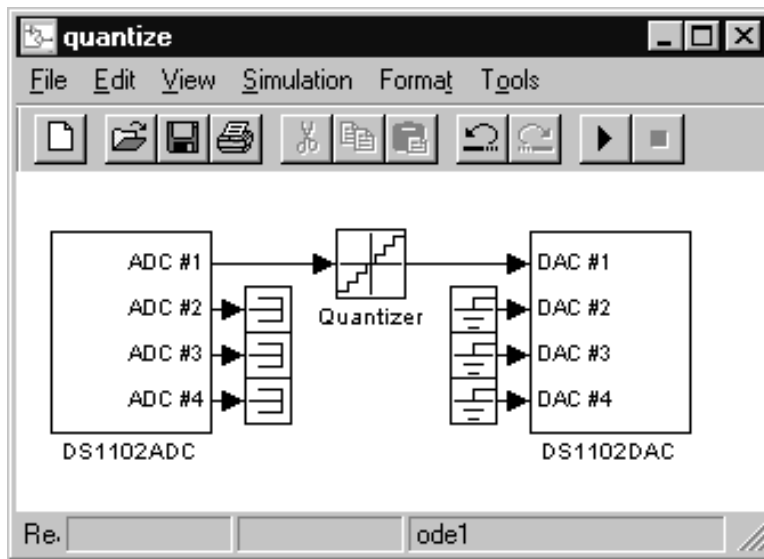 quantize
File Edit View Simulation Format Tools
ADC #1
DAC #1
ADC #2
Quantizer
DAC #2
ADC #3
DAC #3
ADC #4
DAC #4
DS1102ADC
DS1102DAC
Re.
ode1